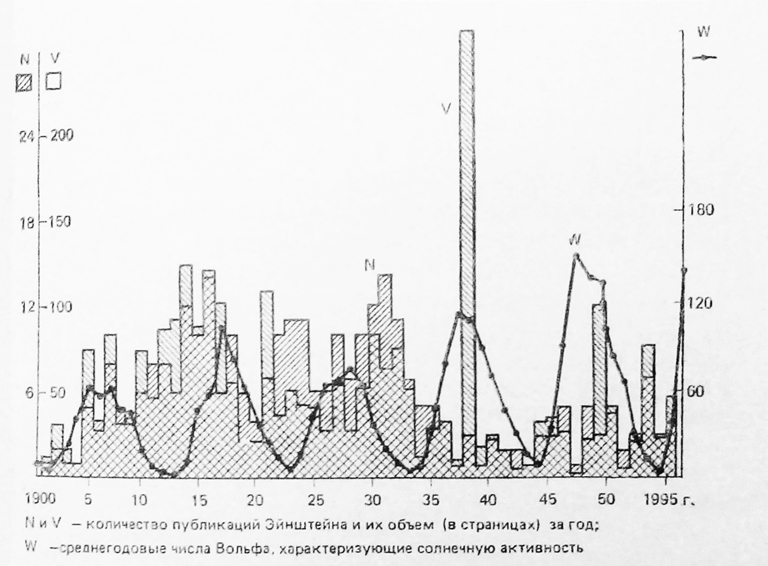 N V
W
24 200
18 150
12 100
6 50
180
120
60
V
N
W
1900 5 10 15 20 25 30 35 40 45 50 1995 г.
N и V – количество публикаций Эйнштейна и их объем (в страницах) за год;
W –среднегодовые числа Вольфа, характеризующие солнечную активность